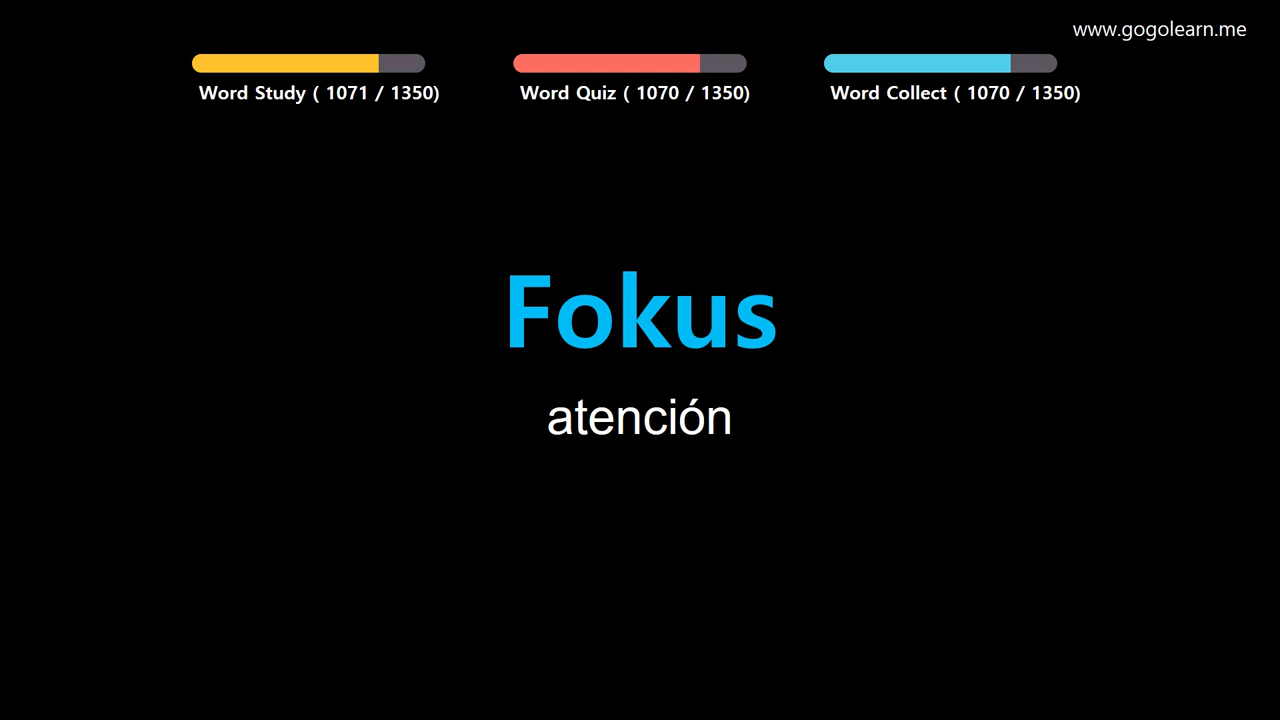 www.gogolearn.me
Word Study ( 1071 / 1350)
Word Quiz ( 1070 / 1350)
Word Collect ( 1070 / 1350)
Fokus
atención